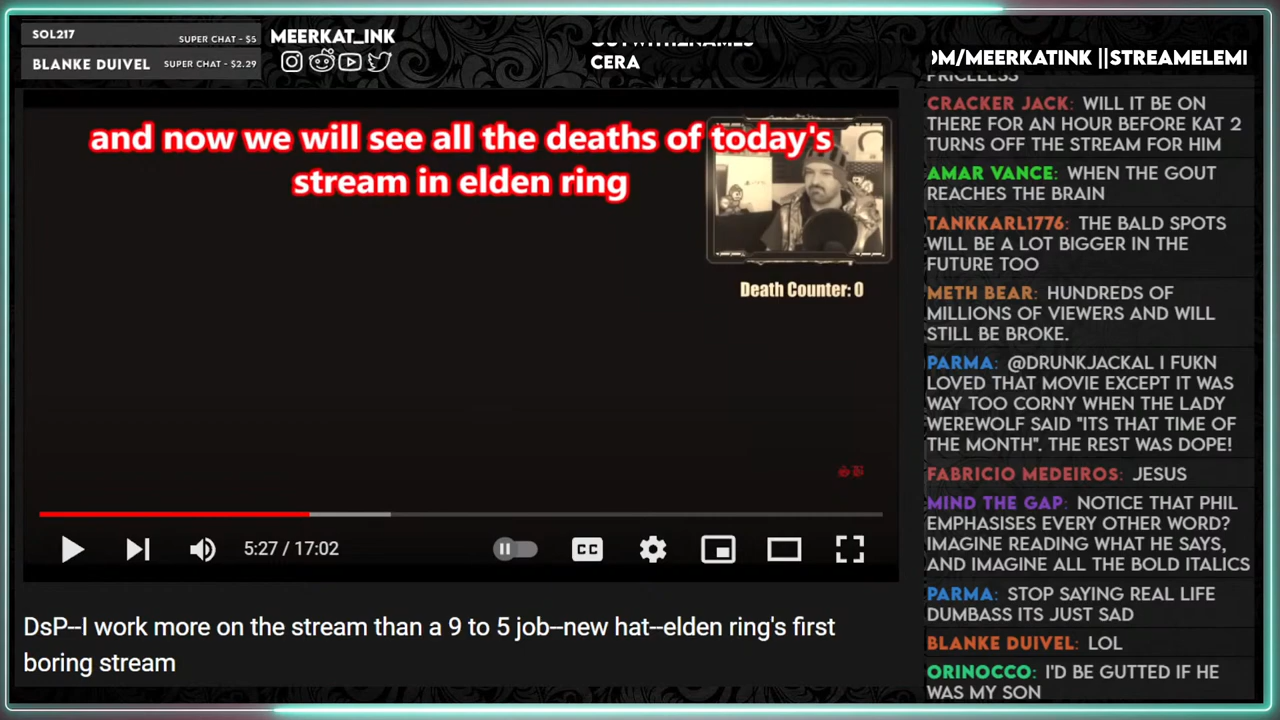 SOL217
SUPER CHAT - $5
BLANKE DUIVEL
SUPER CHAT - $2.29
MEERKAT_INK
CERA
OM/MEERKATINK ||STREAMELEMI
and now we will see all the deaths of today's
stream in elden ring
Death Counter: 0
5:27 / 17:02
CC
DsP--I work more on the stream than a 9 to 5 job--new hat--elden ring's first
boring stream
PRICELESS
CRACKER JACK: WILL IT BE ON
THERE FOR AN HOUR BEFORE KAT 2
TURNS OFF THE STREAM FOR HIM
AMAR VANCE: WHEN THE GOUT
REACHES THE BRAIN
TANKKARL1776: THE BALD SPOTS
WILL BE A LOT BIGGER IN THE
FUTURE TOO
METH BEAR: HUNDREDS OF
MILLIONS OF VIEWERS AND WILL
STILL BE BROKE.
PARMA: @DRUNKJACKAL I FUKN
LOVED THAT MOVIE EXCEPT IT WAS
WAY TOO CORNY WHEN THE LADY
WEREWOLF SAID "ITS THAT TIME OF
THE MONTH". THE REST WAS DOPE!
FABRICIO MEDEIROS: JESUS
MIND THE GAP: NOTICE THAT PHIL
EMPHASISES EVERY OTHER WORD?
IMAGINE READING WHAT HE SAYS,
AND IMAGINE ALL THE BOLD ITALICS
PARMA: STOP SAYING REAL LIFE
DUMBASS ITS JUST SAD
BLANKE DUIVEL: LOL
ORINOCCO: I'D BE GUTTED IF HE
WAS MY SON